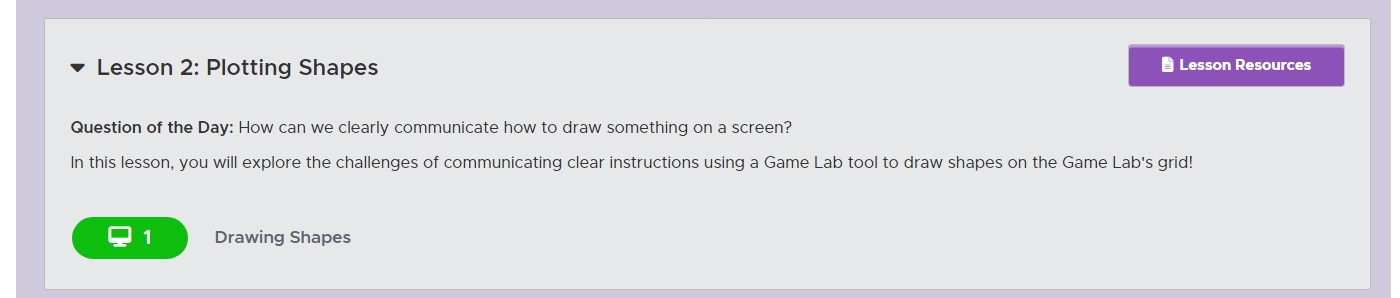 Lesson 2: Plotting Shapes
Lesson Resources
Question of the Day: How can we clearly communicate how to draw something on a screen?
In this lesson, you will explore the challenges of communicating clear instructions using a Game Lab tool to draw shapes on the Game Lab's grid!
1 Drawing Shapes